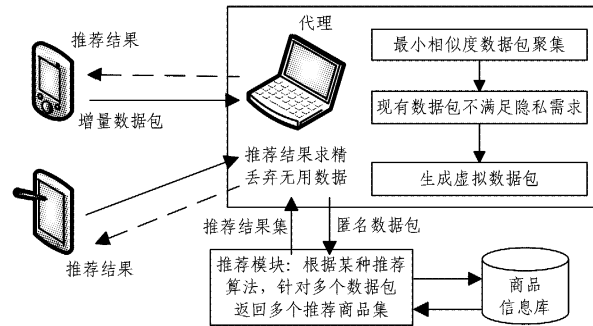 推荐结果
代理
最小相似度数据包聚集
增量数据包
现有数据包不满足隐私需求
推荐结果求精
丢弃无用数据
生成虚拟数据包
推荐结果
推荐结果集
匿名数据包
推荐模块：根据某种推荐
算法，针对多个数据包
返回多个推荐商品集
商品
信息库